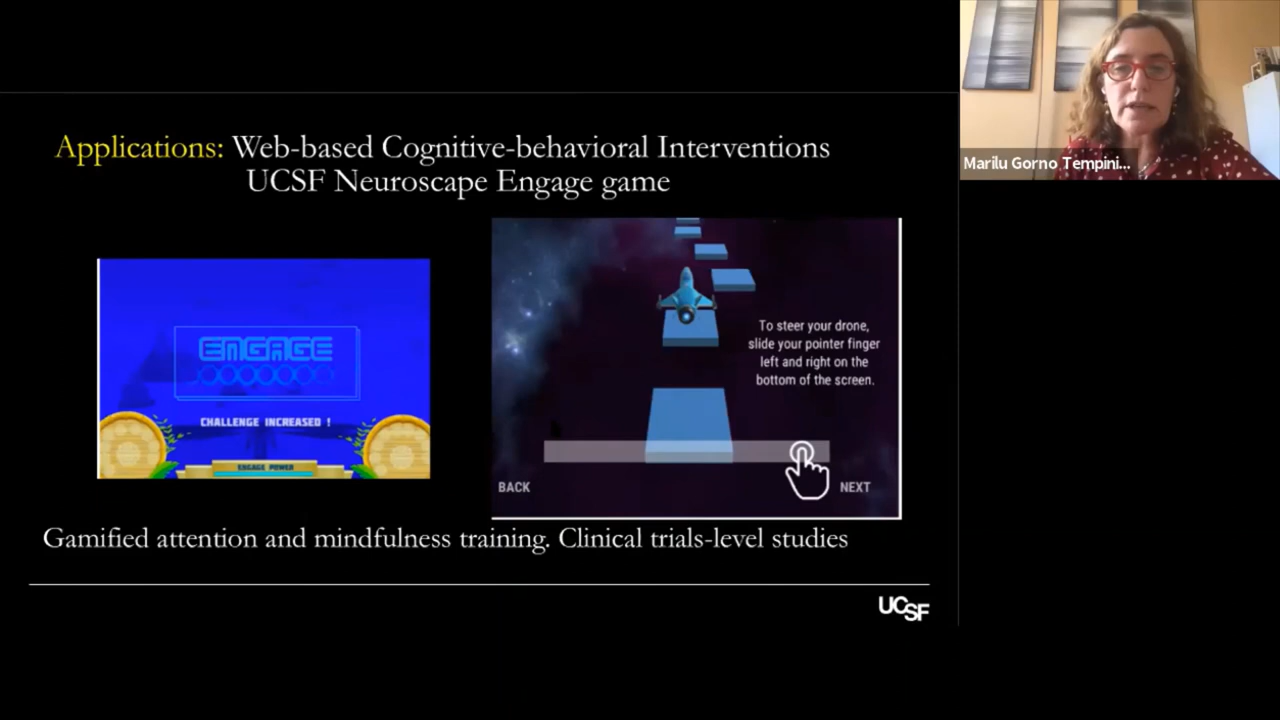 Applications: Web-based Cognitive-behavioral Interventions
UCSF Neuroscape Engage game
Marilu Gorno Tempini...
ENGAGE
CHALLENGE INCREASED !
ENGAGE POWER
To steer your drone,
slide your pointer finger
left and right on the
bottom of the screen.
BACK
NEXT
Gamified attention and mindfulness training. Clinical trials-level studies
UCSF